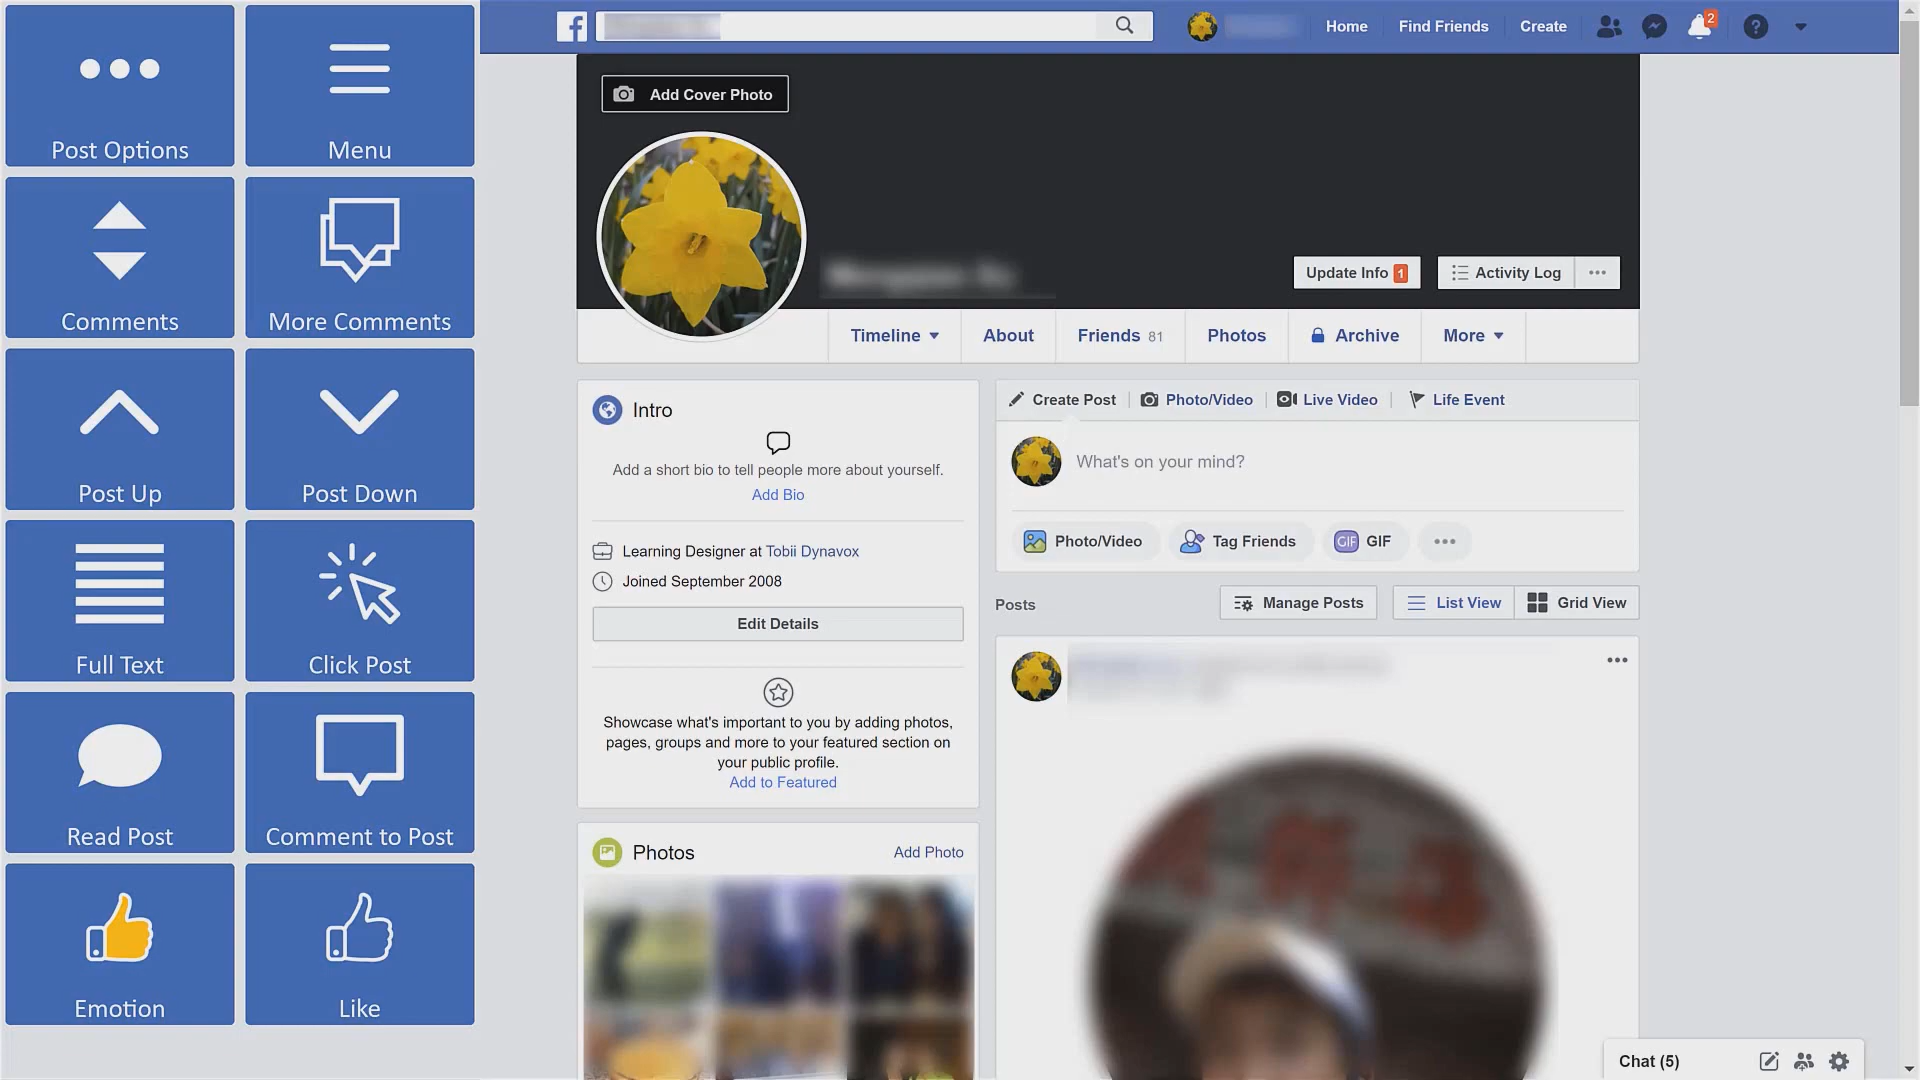 Post Options
Menu
Comments
More Comments
Post Up
Post Down
Full Text
Click Post
Read Post
Comment to Post
Emotion
Like
Home
Find Friends
Create
2
Add Cover Photo
Update Info 1
Activity Log
Timeline
About
Friends 81
Photos
Archive
More
Intro
Add a short bio to tell people more about yourself.
Add Bio
Learning Designer at Tobii Dynavox
Joined September 2008
Edit Details
Showcase what's important to you by adding photos,
pages, groups and more to your featured section on
your public profile.
Add to Featured
Photos
Add Photo
Create Post
Photo/Video
Live Video
Life Event
What's on your mind?
Photo/Video
Tag Friends
GIF GIF
Posts
Manage Posts
List View
Grid View
Chat (5)